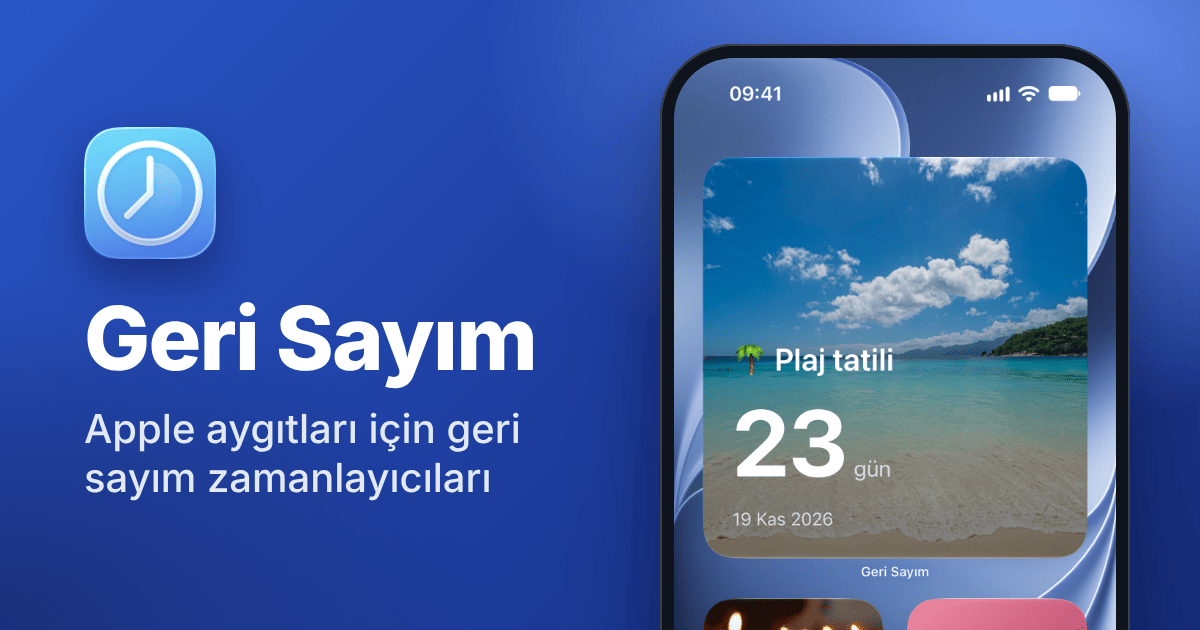 Geri Sayım
Apple aygıtları için geri
sayım zamanlayıcıları
09:41
Plaj tatili
23 gün
19 Kas 2026
Geri Sayım